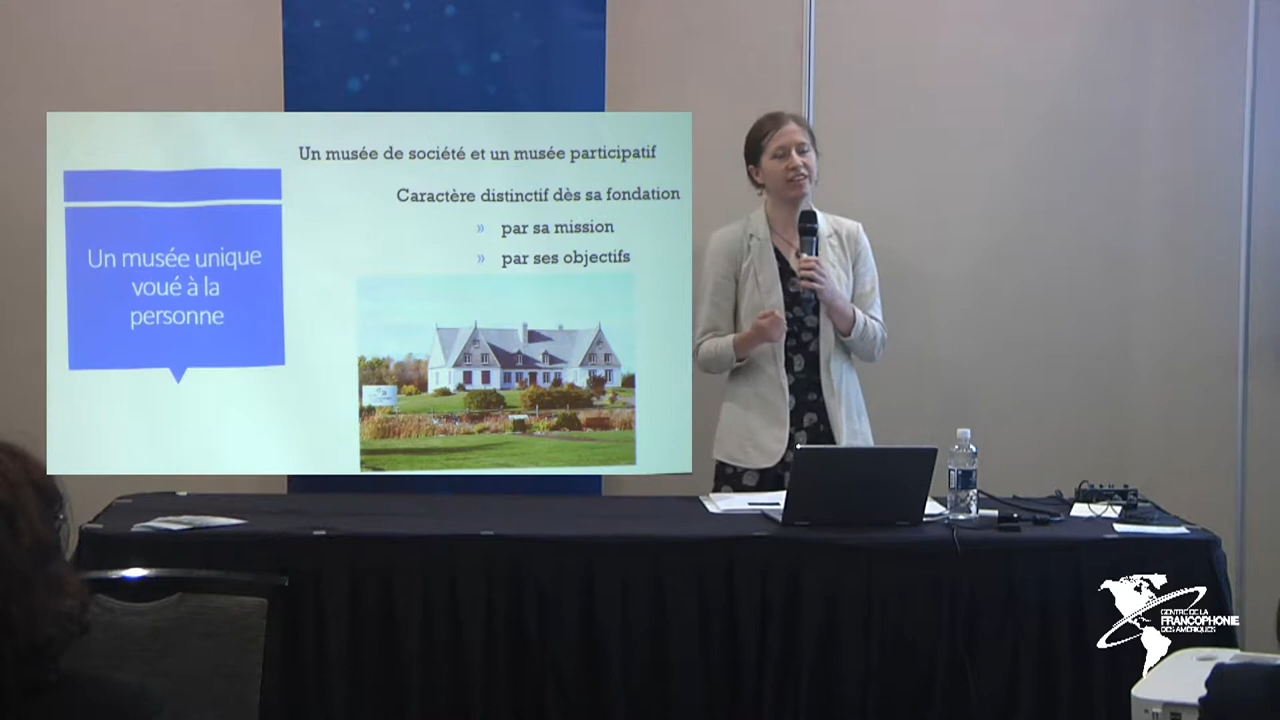 Un musée de société et un musée participatif
Caractère distinctif dès sa fondation
» par sa mission
» par ses objectifs
Un musée unique
voué à la
personne
CENTRE DE LA
FRANCOPHONIE
DES AMÉRIQUES